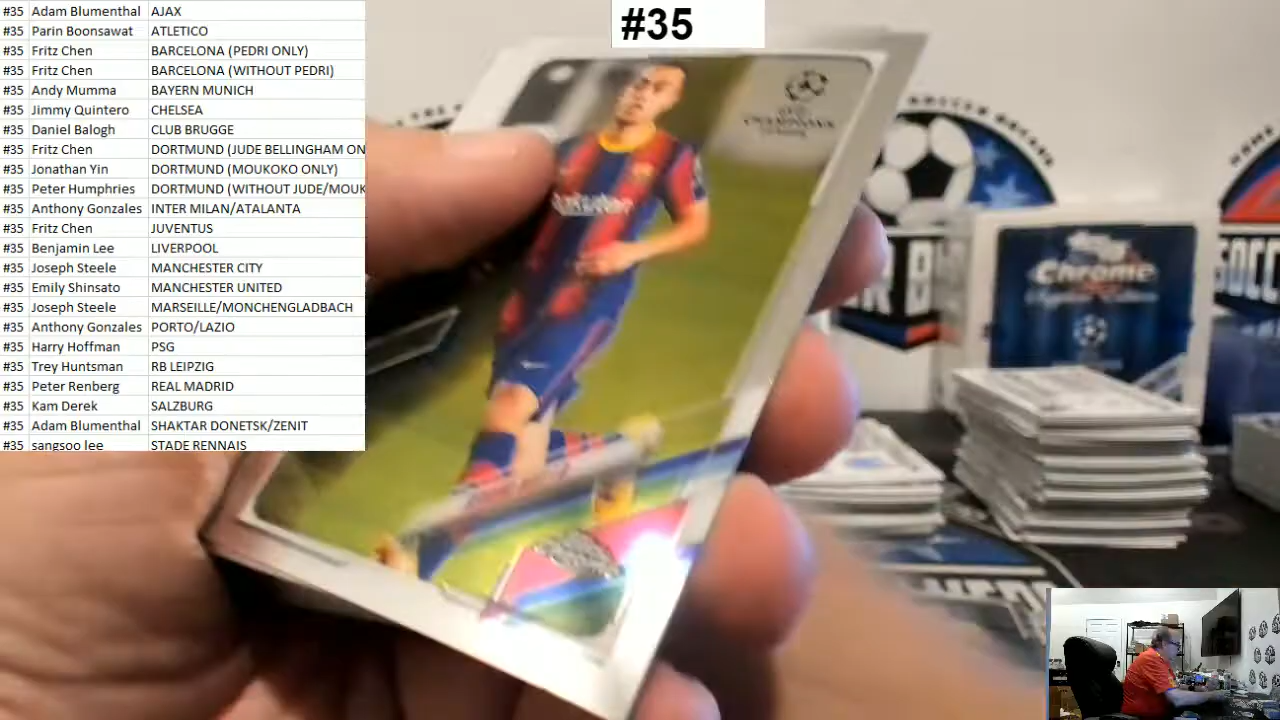 #35 Adam Blumenthal AJAX
#35 Parin Boonsawat ATLETICO
#35 Fritz Chen BARCELONA (PEDRI ONLY)
#35 Fritz Chen BARCELONA (WITHOUT PEDRI)
#35 Andy Mumma BAYERN MUNICH
#35 Jimmy Quintero CHELSEA
#35 Daniel Balogh CLUB BRUGGE
#35 Fritz Chen DORTMUND (JUDE BELLINGHAM ON
#35 Jonathan Yin DORTMUND (MOUKOKO ONLY)
#35 Peter Humphries DORTMUND (WITHOUT JUDE/MOUK
#35 Anthony Gonzales INTER MILAN/ATALANTA
#35 Fritz Chen JUVENTUS
#35 Benjamin Lee LIVERPOOL
#35 Joseph Steele MANCHESTER CITY
#35 Emily Shinsato MANCHESTER UNITED
#35 Joseph Steele MARSEILLE/MONCHENGLADBACH
#35 Anthony Gonzales PORTO/LAZIO
#35 Harry Hoffman PSG
#35 Trey Huntsman RB LEIPZIG
#35 Peter Renberg REAL MADRID
#35 Kam Derek SALZBURG
#35 Adam Blumenthal SHAKTAR DONETSK/ZENIT
#35 sangsoo lee STADE RENNAIS
#35
CHAMPIONS
Topps
Chrome